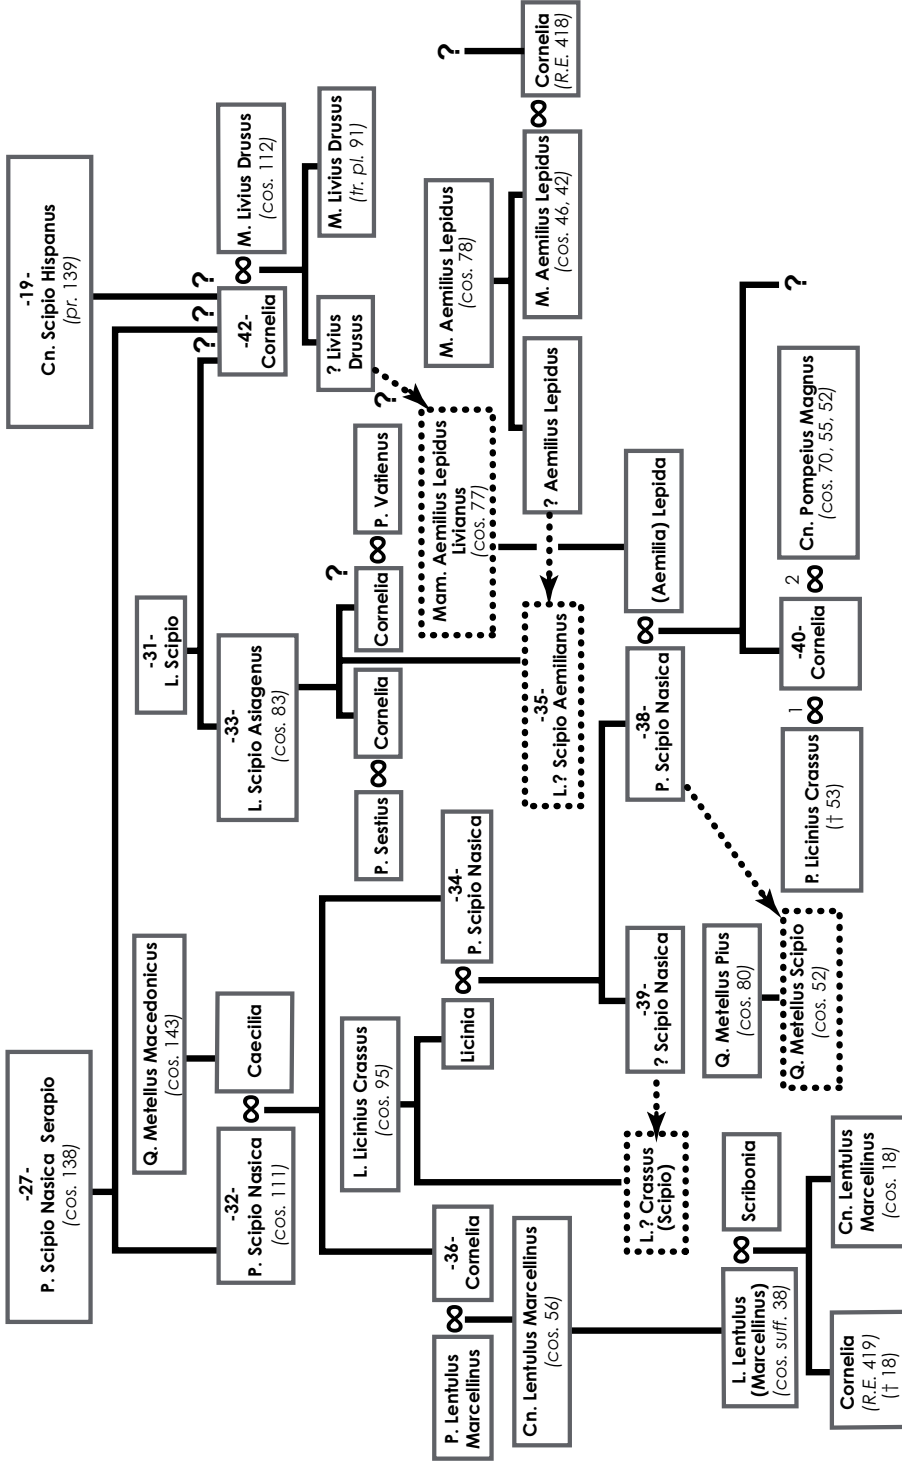 -27-
P. Scipio Nasica Serapio
(cos. 138)
-19-
Cn. Scipio Hispanus
(pr. 139)
Q. Metellus Macedonicus
(cos. 143)
-31-
L. Scipio
-32-
P. Scipio Nasica
(cos. 111)
∞
Caecilia
-33-
L. Scipio Asiagenus
(cos. 83)
?
?
?
-42-
Cornelia
∞
M. Livius Drusus
(cos. 112)
L. Licinius Crassus
(cos. 95)
P. Sestius
∞
Cornelia
?
Cornelia
∞
P. Vatienus
? Livius
Drusus
M. Livius Drusus
(tr. pl. 91)
?
P. Lentulus
Marcellinus
∞
-36-
Cornelia
Licinia
∞
-34-
P. Scipio Nasica
Mam. Aemilius Lepidus
Livianus
(cos. 77)
M. Aemilius Lepidus
(cos. 78)
?
Cn. Lentulus Marcellinus
(cos. 56)
-35-
L.? Scipio Aemilianus
? Aemilius Lepidus
M. Aemilius Lepidus
(cos. 46, 42)
∞
Cornelia
(R.E. 418)
L.? Crassus
(Scipio)
-39-
? Scipio Nasica
-38-
P. Scipio Nasica
∞
(Aemilia) Lepida
L. Lentulus
(Marcellinus)
(cos. suff. 38)
∞
Scribonia
Q. Metellus Pius
(cos. 80)
Q. Metellus Scipio
(cos. 52)
P. Licinius Crassus
(† 53)
1
∞
-40-
Cornelia
2
∞
Cn. Pompeius Magnus
(cos. 70, 55, 52)
?
Cornelia
(R.E. 419)
(† 18)
Cn. Lentulus
Marcellinus
(cos. 18)